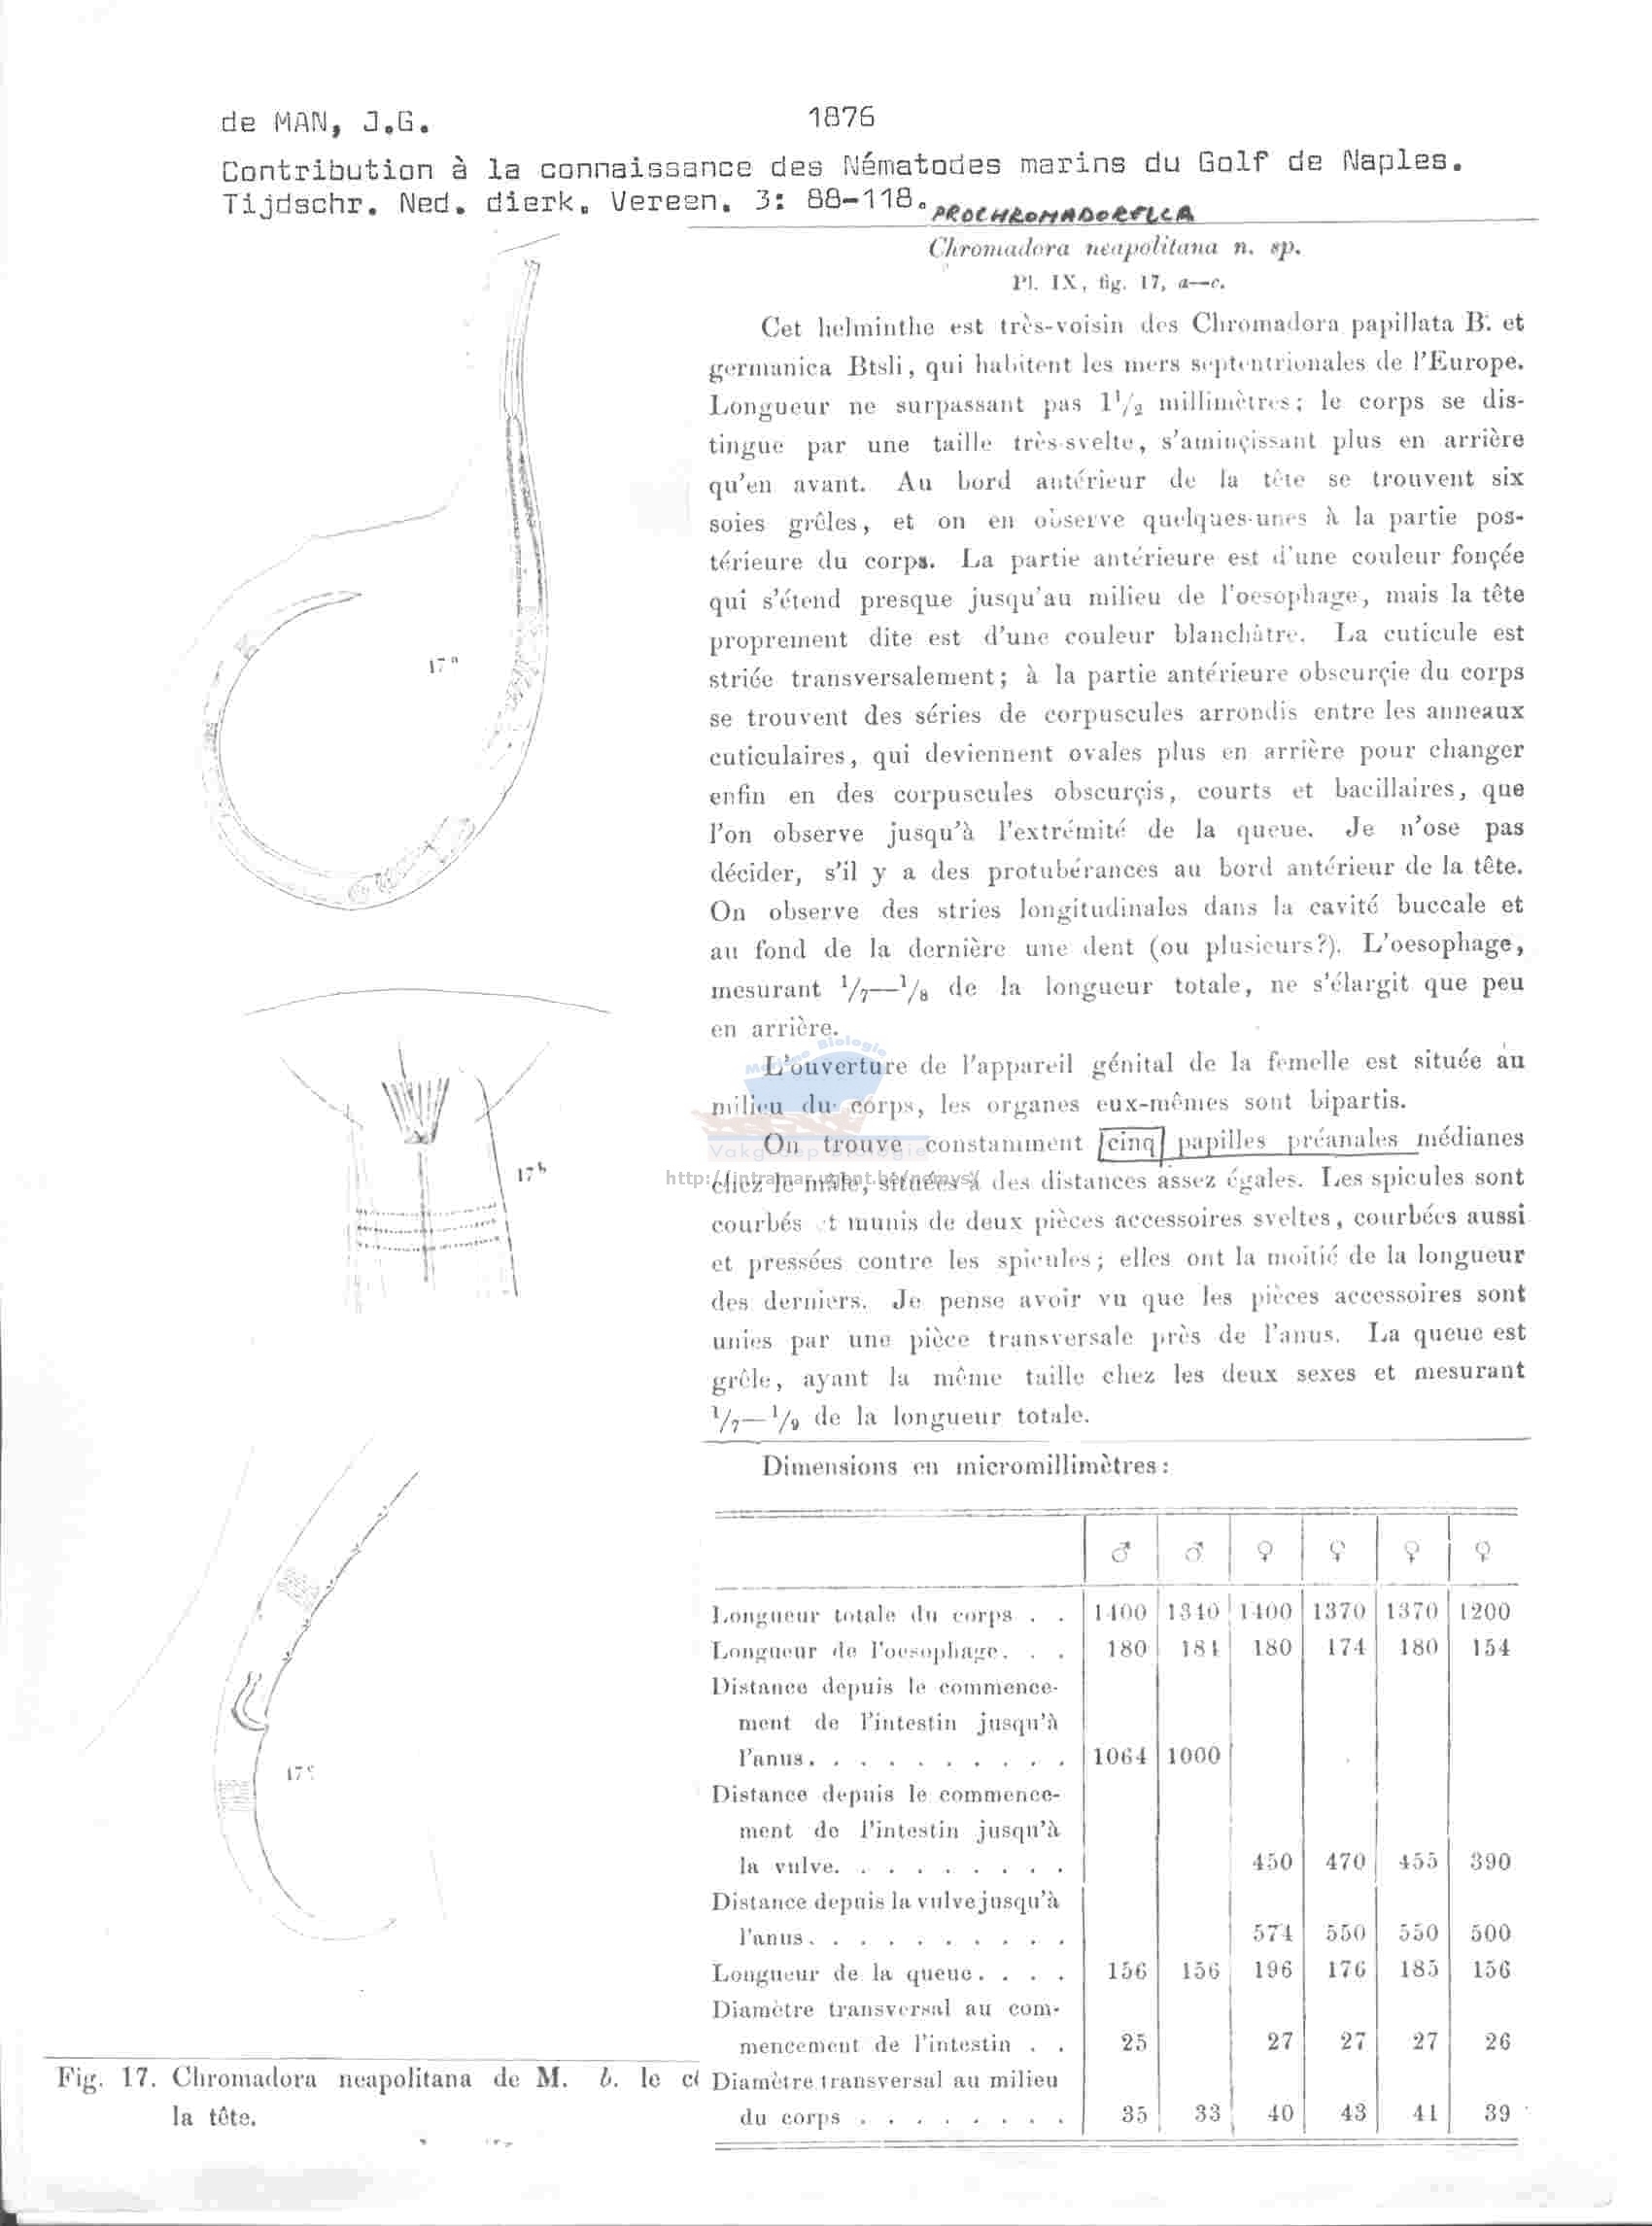 de MAN, J.G. 1876
Contribution à la connaissance des Nématodes marins du Golf de Naples.
Tijdschr. Ned. dierk. Vereen. 3: 88-118.
PROCHROMADORELLA
Chromadora neapolitana n. sp.
Pl. IX, fig. 17, a—c.
Cet helminthe est très-voisin des Chromadora papillata B. et
germanica Btsli, qui habitent les mers septentrionales de l'Europe.
Longueur ne surpassant pas 1¹/₂ millimètres; le corps se dis-
tingue par une taille très-svelte, s'aminçissant plus en arrière
qu'en avant. Au bord antérieur de la tête se trouvent six
soies grêles, et on en observe quelques-unes à la partie pos-
térieure du corps. La partie antérieure est d'une couleur fonçée
qui s'étend presque jusqu'au milieu de l'oesophage, mais la tête
proprement dite est d'une couleur blanchâtre. La cuticule est
striée transversalement; à la partie antérieure obscurçie du corps
se trouvent des séries de corpuscules arrondis entre les anneaux
cuticulaires, qui deviennent ovales plus en arrière pour changer
enfin en des corpuscules obscurçis, courts et bacillaires, que
l'on observe jusqu'à l'extrémité de la queue. Je n'ose pas
décider, s'il y a des protubérances au bord antérieur de la tête.
On observe des stries longitudinales dans la cavité buccale et
au fond de la dernière une dent (ou plusieurs?). L'oesophage,
mesurant ¹/₇—¹/₈ de la longueur totale, ne s'élargit que peu
en arrière.
L'ouverture de l'appareil génital de la femelle est située au
milieu du corps, les organes eux-mêmes sont bipartis.
On trouve constamment cinq papilles préanales médianes
chez le mâle, situées à des distances assez égales. Les spicules sont
courbés et munis de deux pièces accessoires sveltes, courbées aussi
et pressées contre les spicules; elles ont la moitié de la longueur
des derniers. Je pense avoir vu que les pièces accessoires sont
unies par une pièce transversale près de l'anus. La queue est
grêle, ayant la même taille chez les deux sexes et mesurant
¹/₇—¹/₉ de la longueur totale.
Marine Biologie
Vakgroep Biologie
http://intramar.ugent.be/nemys/
17 a
17 b
17 c
Dimensions en micromillimètres:
♂ ♂ ♀ ♀ ♀ ♀
Longueur totale du corps . . 1400 1340 1400 1370 1370 1200
Longueur de l'oesophage. . . 180 184 180 174 180 154
Distance depuis le commence-
ment de l'intestin jusqu'à
l'anus. . . . . . . . . . 1064 1000
Distance depuis le commence-
ment de l'intestin jusqu'à
la vulve. . . . . . . . . 450 470 455 390
Distance depuis la vulve jusqu'à
l'anus. . . . . . . . . . 574 550 550 500
Longueur de la queue. . . . 156 156 196 176 185 156
Diamètre transversal au com-
mencement de l'intestin . . 25 27 27 27 26
Diamètre transversal au milieu
du corps . . . . . . . . 35 33 40 43 41 39
Fig. 17. Chromadora neapolitana de M. b. le
la tête.